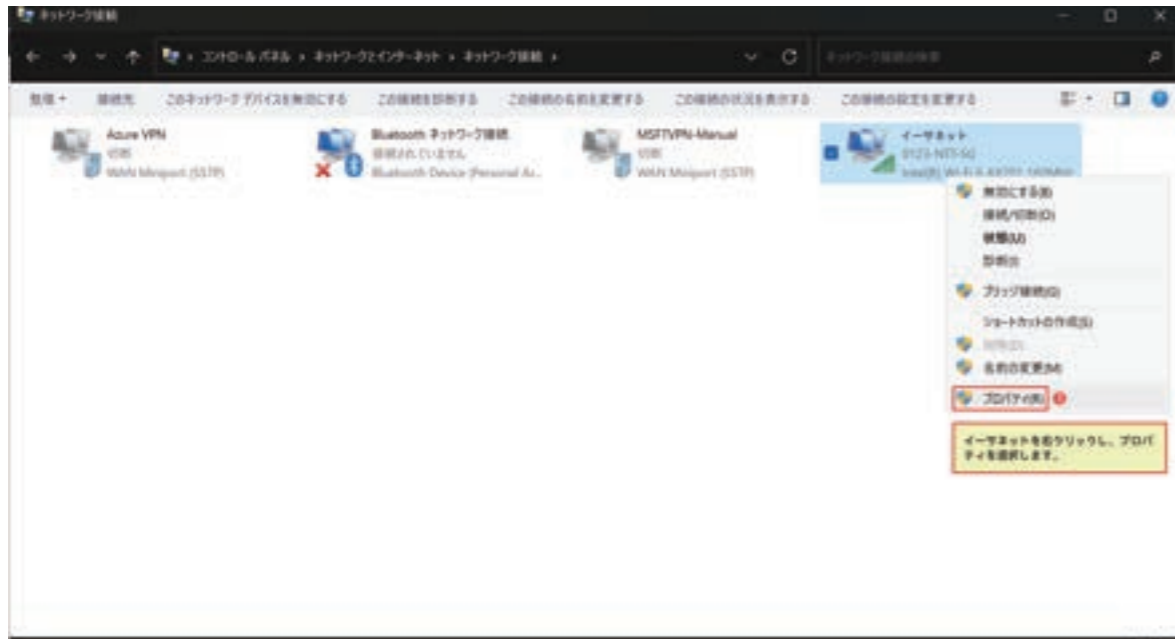 ネットワーク接続
コントロール パネル › ネットワークとインターネット › ネットワーク接続 ›
ネットワーク接続の検索
整理
接続先
このネットワーク デバイスを無効にする
この接続を診断する
この接続の名前を変更する
この接続の状況を表示する
この接続の設定を変更する
Azure VPN
切断
WAN Miniport (SSTP)
Bluetooth ネットワーク接続
接続されていません
Bluetooth Device (Personal Ar...
MSFTVPN-Manual
切断
WAN Miniport (SSTP)
イーサネット
無効にする(B)
接続/切断(O)
状態(U)
診断(I)
ブリッジ接続(G)
ショートカットの作成(S)
削除(D)
名前の変更(M)
プロパティ(R)
イーサネットを右クリックし、プロパ
ティを選択します。